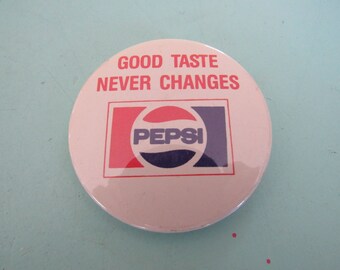 GOOD TASTE
NEVER CHANGES
PEPSI